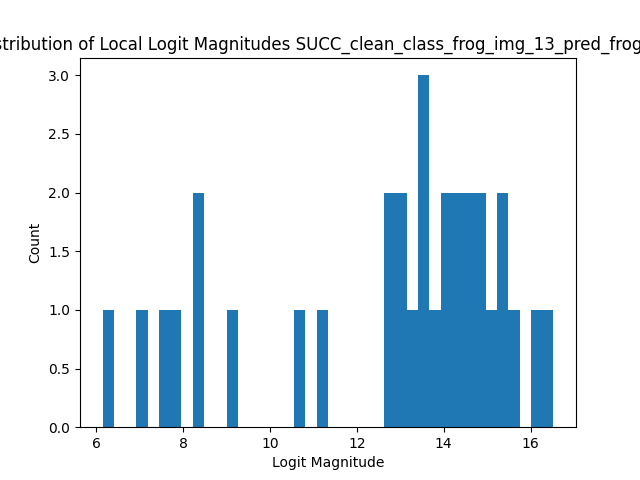 stribution of Local Logit Magnitudes SUCC_clean_class_frog_img_13_pred_frog
3.0
2.5
2.0
1.5
1.0
0.5
0.0
Count
6 8 10 12 14 16
Logit Magnitude